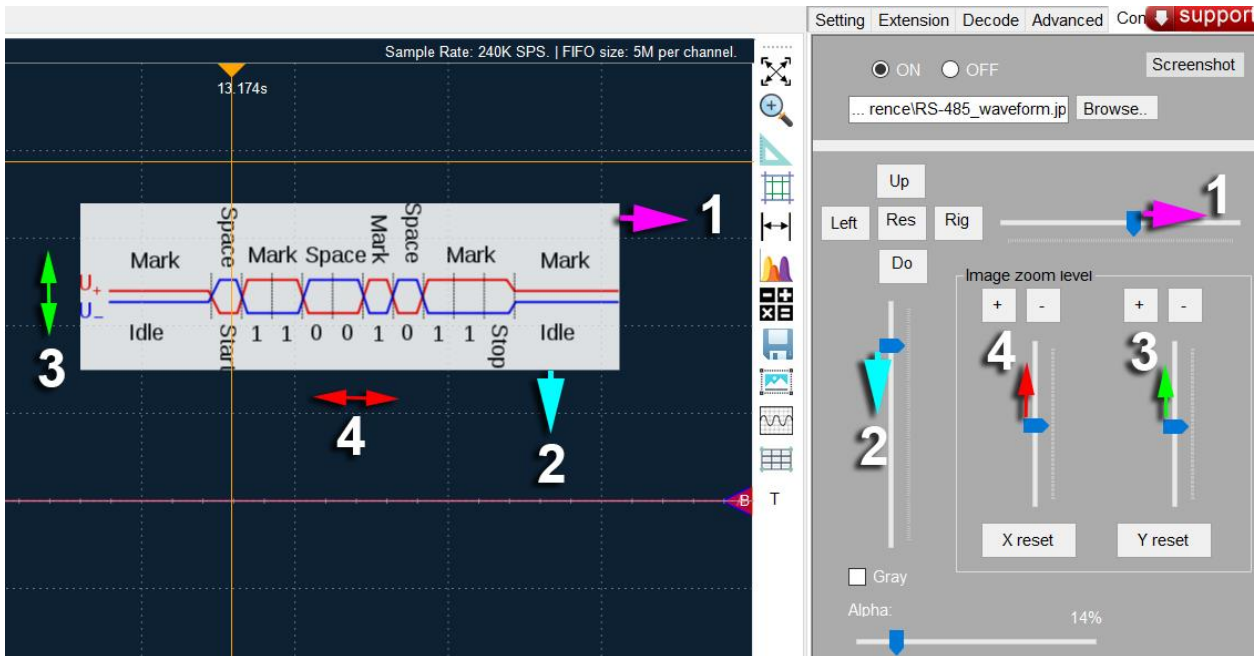 Setting Extension Decode Advanced Con support
Sample Rate: 240K SPS. | FIFO size: 5M per channel.
13.174s
ON OFF Screenshot
... rence\RS-485_waveform.jp Browse..
Up
Left Res Rig
Do
1
1
Space Mark Space
Mark Mark Space Mark Mark
U+
U−
Idle Start 1 1 0 0 1 0 1 1 Stop Idle
3
4
2
Image zoom level
+ - + -
4 3
2
X reset Y reset
B
T
Gray
Alpha: 14%